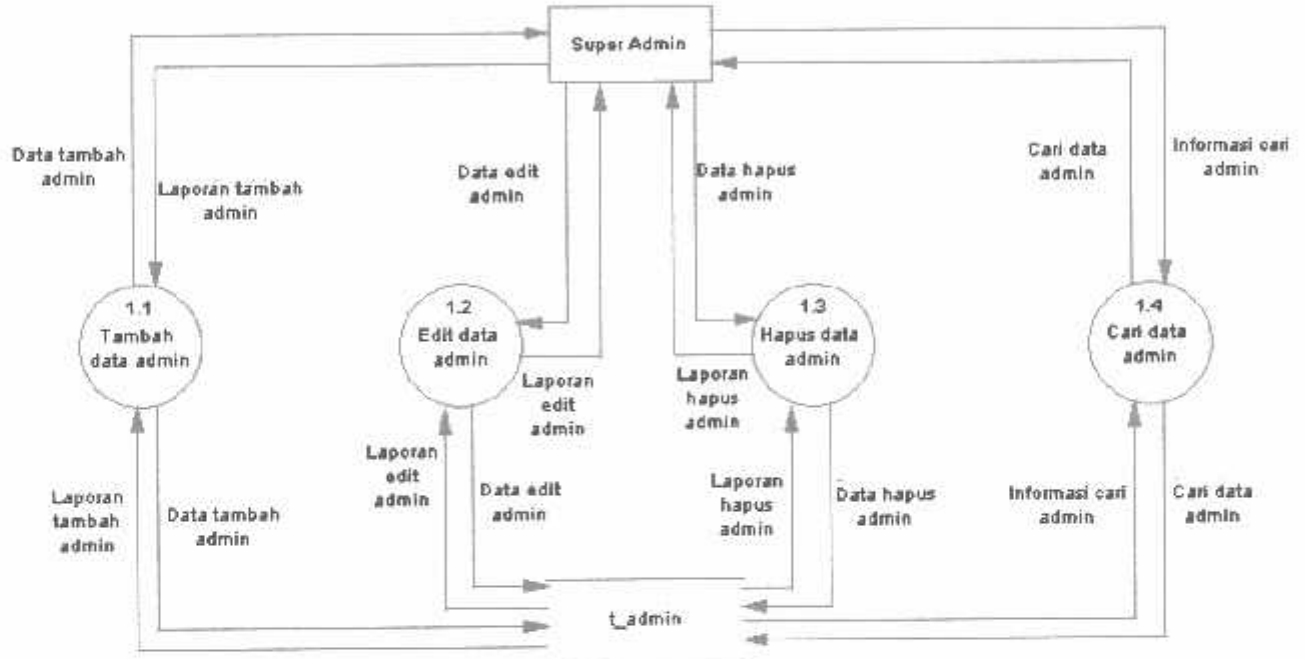 Super Admin
Data tambah
admin
Laporan tambah
admin
Data edit
admin
Data hapus
admin
Cari data
admin
Informasi cari
admin
1.1
Tambah
data admin
1.2
Edit data
admin
1.3
Hapus data
admin
1.4
Cari data
admin
Laporan
edit
admin
Laporan
hapus
admin
Laporan
tambah
admin
Data tambah
admin
Laporan
edit
admin
Data edit
admin
Laporan
hapus
admin
Data hapus
admin
Informasi cari
admin
Cari data
admin
t_admin